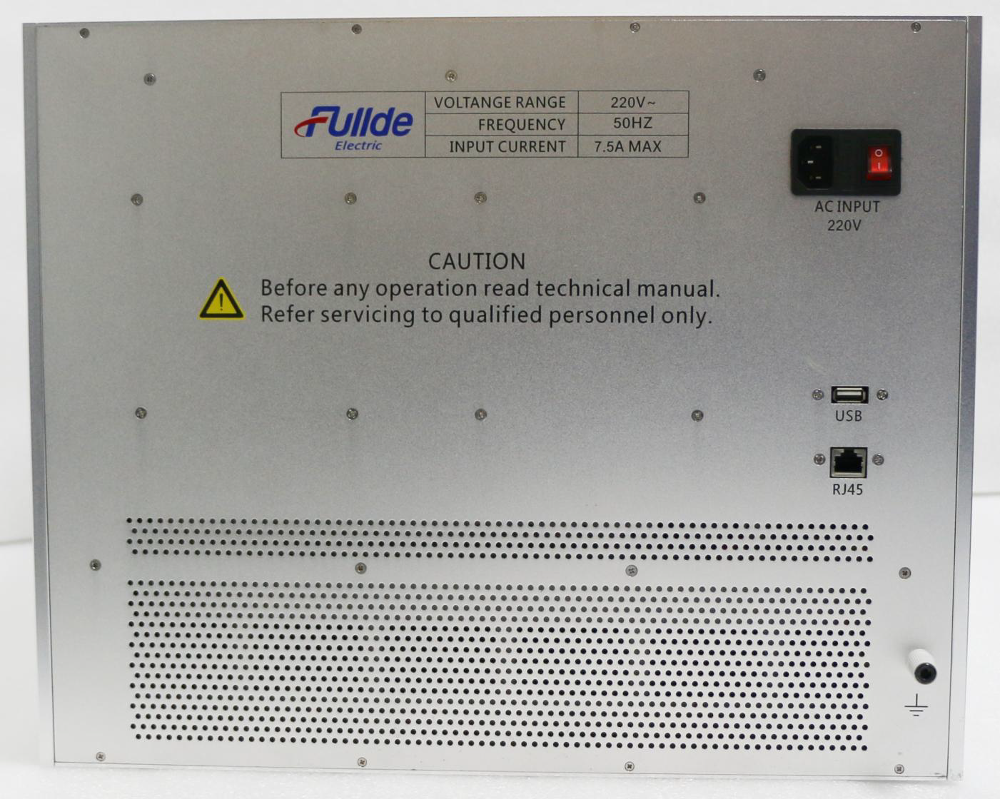 Fullde
Electric
VOLTANGE RANGE 220V~
FREQUENCY 50HZ
INPUT CURRENT 7.5A MAX
AC INPUT
220V
CAUTION
Before any operation read technical manual.
Refer servicing to qualified personnel only.
USB
RJ45